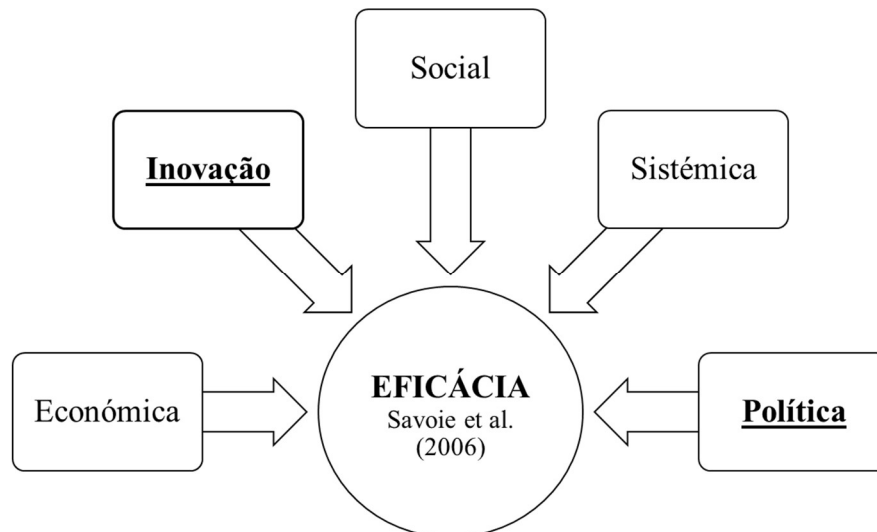 Social
Inovação
Sistémica
Económica
EFICÁCIA
Savoie et al.
(2006)
Política